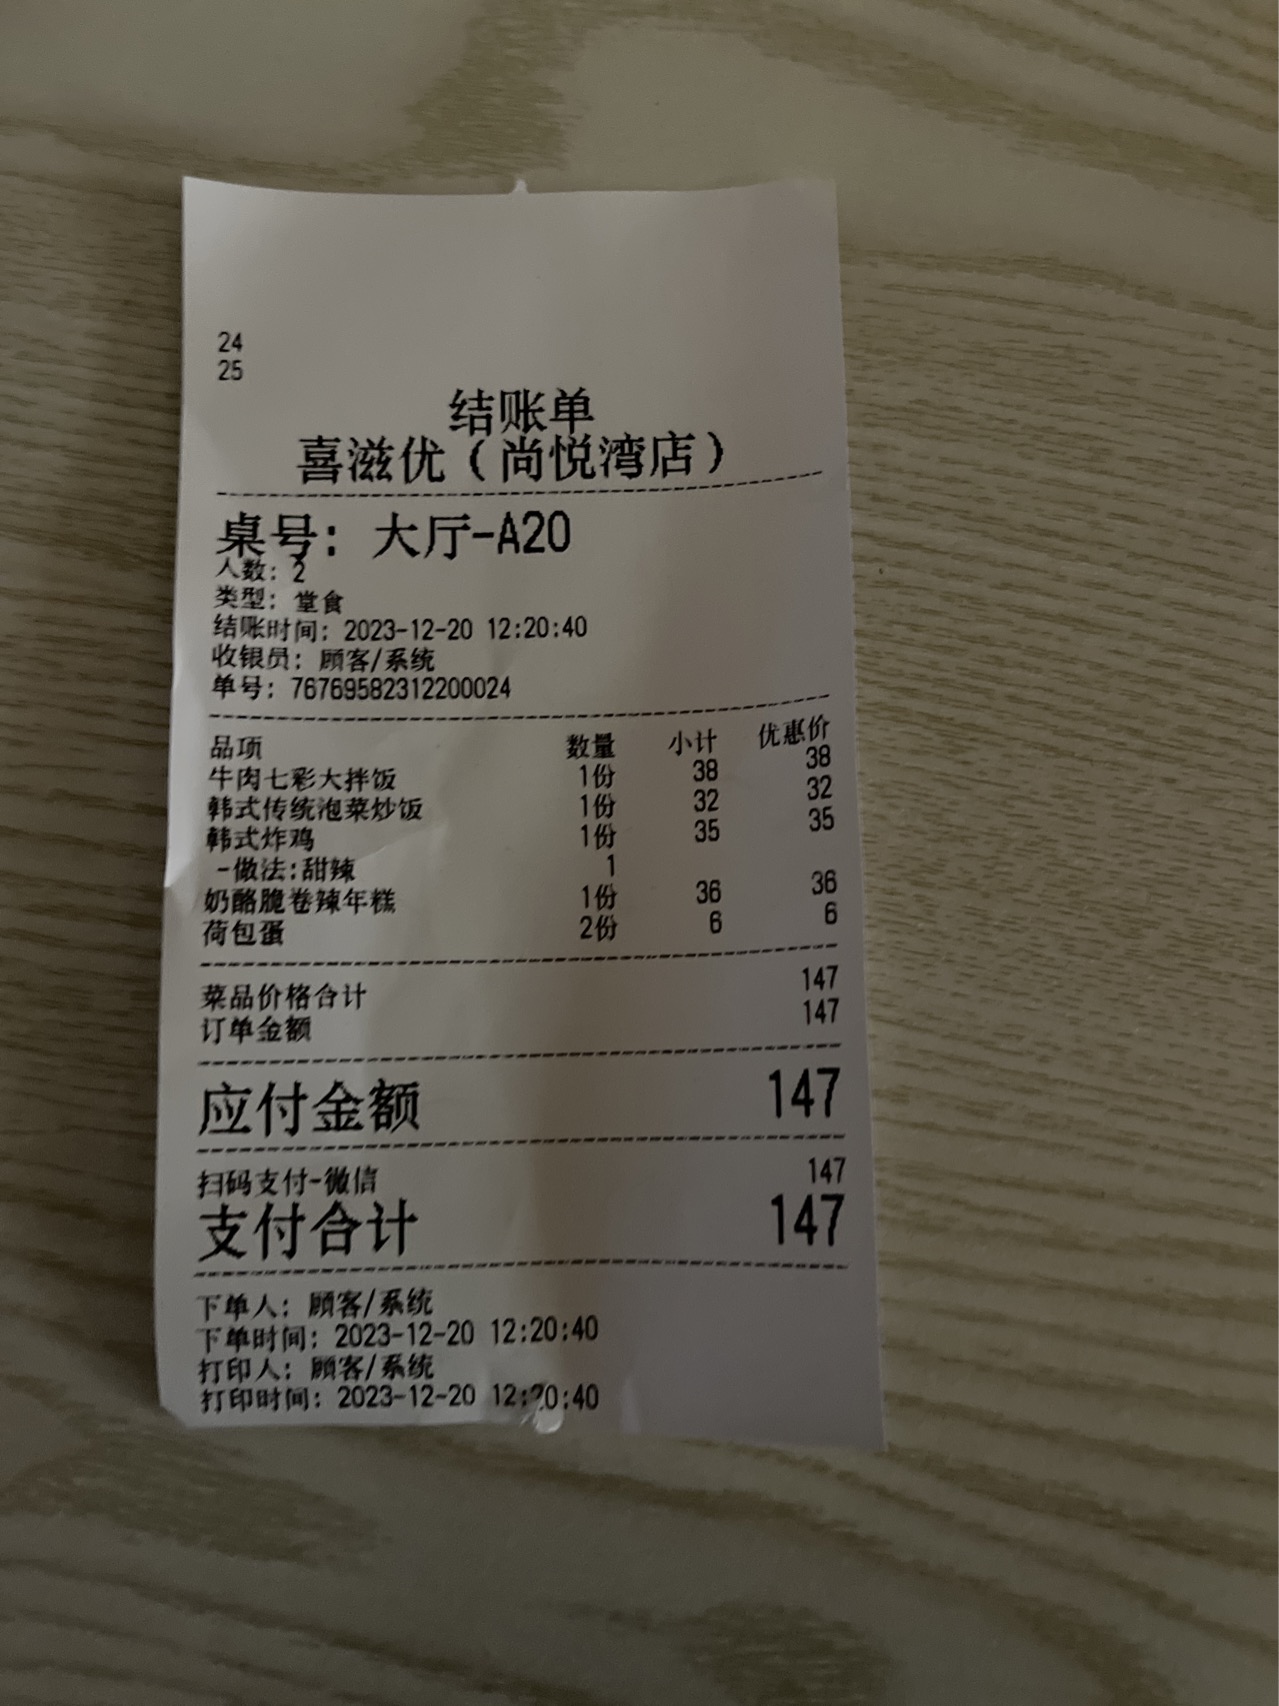 24
25
结账单
喜滋优（尚悦湾店）
桌号：大厅-A20
人数：2
类型：堂食
结账时间：2023-12-20 12:20:40
收银员：顾客/系统
单号：76769582312200024
品项 数量 小计 优惠价
牛肉七彩大拌饭 1份 38 38
韩式传统泡菜炒饭 1份 32 32
韩式炸鸡 1份 35 35
-做法:甜辣 1
奶酪脆卷辣年糕 1份 36 36
荷包蛋 2份 6 6
菜品价格合计 147
订单金额 147
应付金额 147
扫码支付-微信 147
支付合计 147
下单人：顾客/系统
下单时间：2023-12-20 12:20:40
打印人：顾客/系统
打印时间：2023-12-20 12:20:40